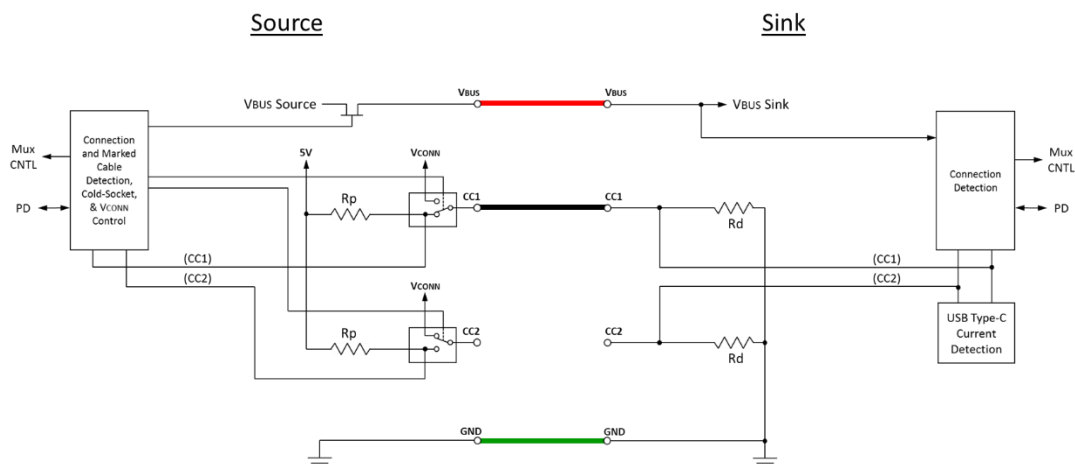 Source
Sink
VBUS Source
VBUS
VBUS
VBUS Sink
Connection
and Marked
Cable
Detection,
Cold-Socket,
& VCONN
Control
Mux
CNTL
PD
5V
VCONN
Rp
CC1
CC1
Rd
(CC1)
(CC2)
VCONN
Rp
CC2
CC2
Rd
(CC1)
(CC2)
Connection
Detection
Mux
CNTL
PD
USB Type-C
Current
Detection
GND
GND